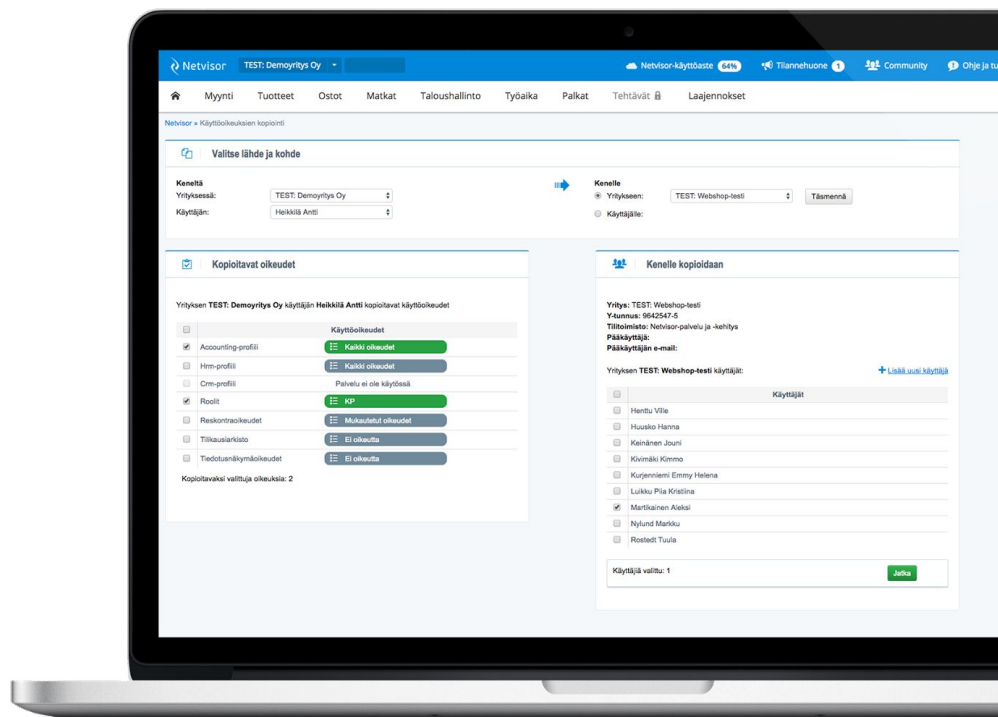 Netvisor TEST: Demoyritys Oy Netvisor-käyttöaste 64% Tilannehuone 1 Community Ohje ja tu
Myynti Tuotteet Ostot Matkat Taloushallinto Työaika Palkat Tehtävät Laajennokset
Netvisor » Käyttöoikeuksien kopiointi
Valitse lähde ja kohde
Keneltä
Yrityksessä: TEST: Demoyritys Oy
Käyttäjän: Heikkilä Antti
Kenelle
Yritykseen: TEST: Webshop-testi Täsmennä
Käyttäjälle:
Kopioitavat oikeudet
Yrityksen TEST: Demoyritys Oy käyttäjän Heikkilä Antti kopioitavat käyttöoikeudet
Käyttöoikeudet
Accounting-profiili Kaikki oikeudet
Hrm-profiili Kaikki oikeudet
Crm-profiili Palvelu ei ole käytössä
Roolit KP
Reskontraoikeudet Mukautetut oikeudet
Tilikausiarkisto Ei oikeutta
Tiedotusnäkymäoikeudet Ei oikeutta
Kopioitavaksi valittuja oikeuksia: 2
Kenelle kopioidaan
Yritys: TEST: Webshop-testi
Y-tunnus: 9642547-5
Tilitoimisto: Netvisor-palvelu ja -kehitys
Pääkäyttäjä:
Pääkäyttäjän e-mail:
Yrityksen TEST: Webshop-testi käyttäjät: Lisää uusi käyttäjä
Käyttäjät
Henttu Ville
Huusko Hanna
Keinänen Jouni
Kivimäki Kimmo
Kurjenniemi Emmy Helena
Luikku Piia Kristiina
Martikainen Aleksi
Nylund Markku
Rostedt Tuula
Käyttäjiä valittu: 1 Jatka